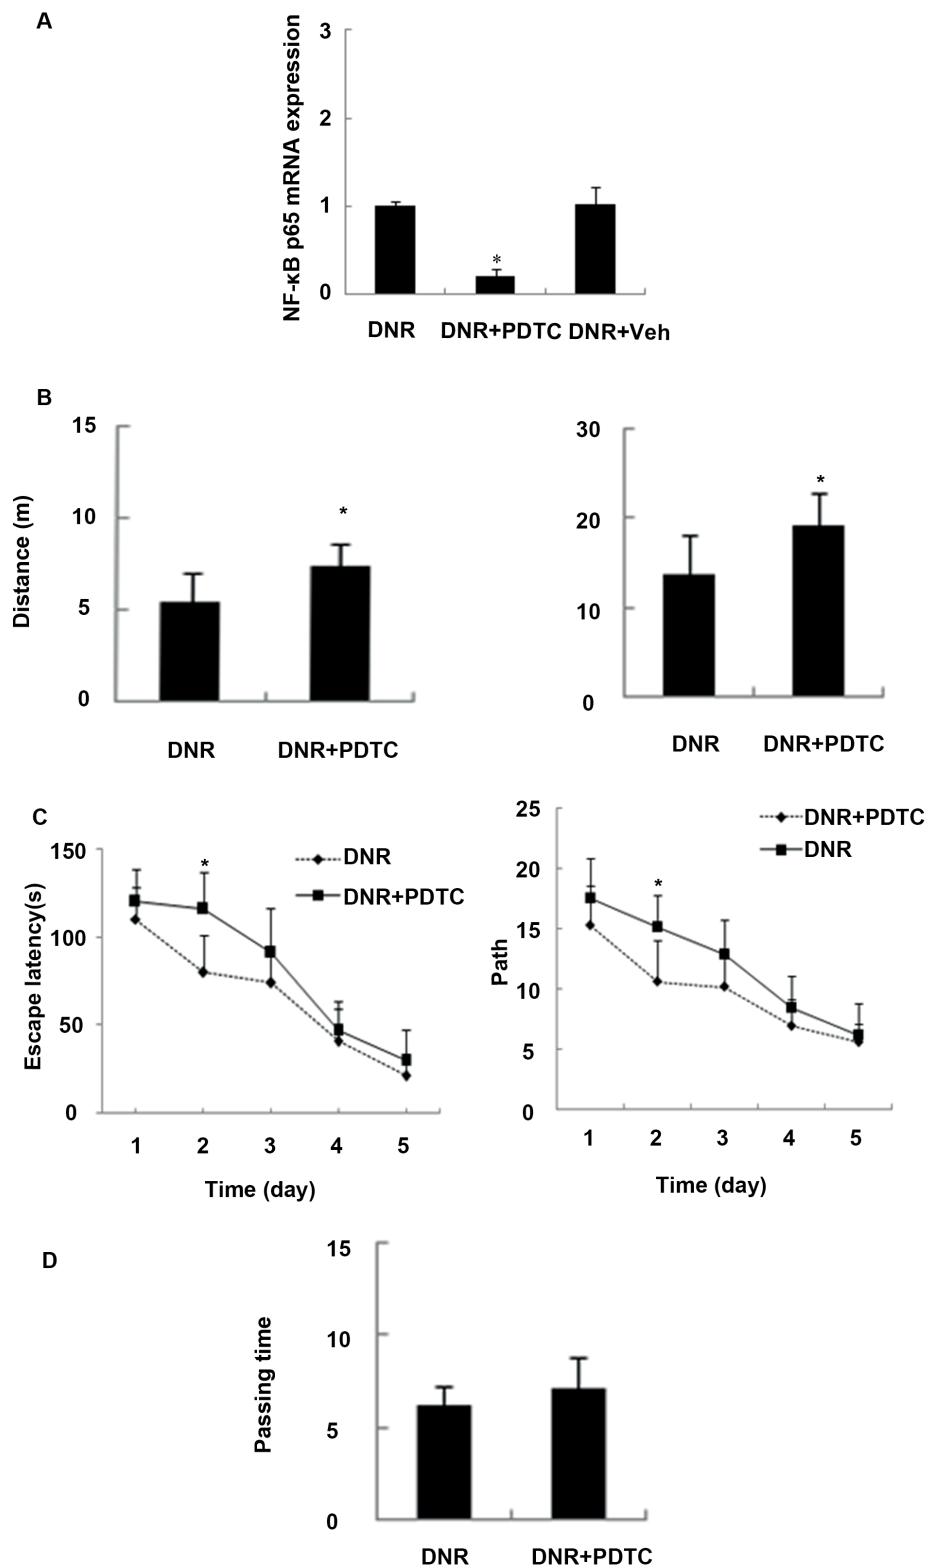 A
NF-κB p65 mRNA expression
3
2
1
0
*
DNR
DNR+PDTC
DNR+Veh
B
Distance (m)
15
10
5
0
*
DNR
DNR+PDTC
30
20
10
0
*
DNR
DNR+PDTC
C
Escape latency(s)
150
100
50
0
*
DNR
DNR+PDTC
1 2 3 4 5
Time (day)
Path
25
20
15
10
5
0
*
DNR+PDTC
DNR
1 2 3 4 5
Time (day)
D
Passing time
15
10
5
0
DNR
DNR+PDTC